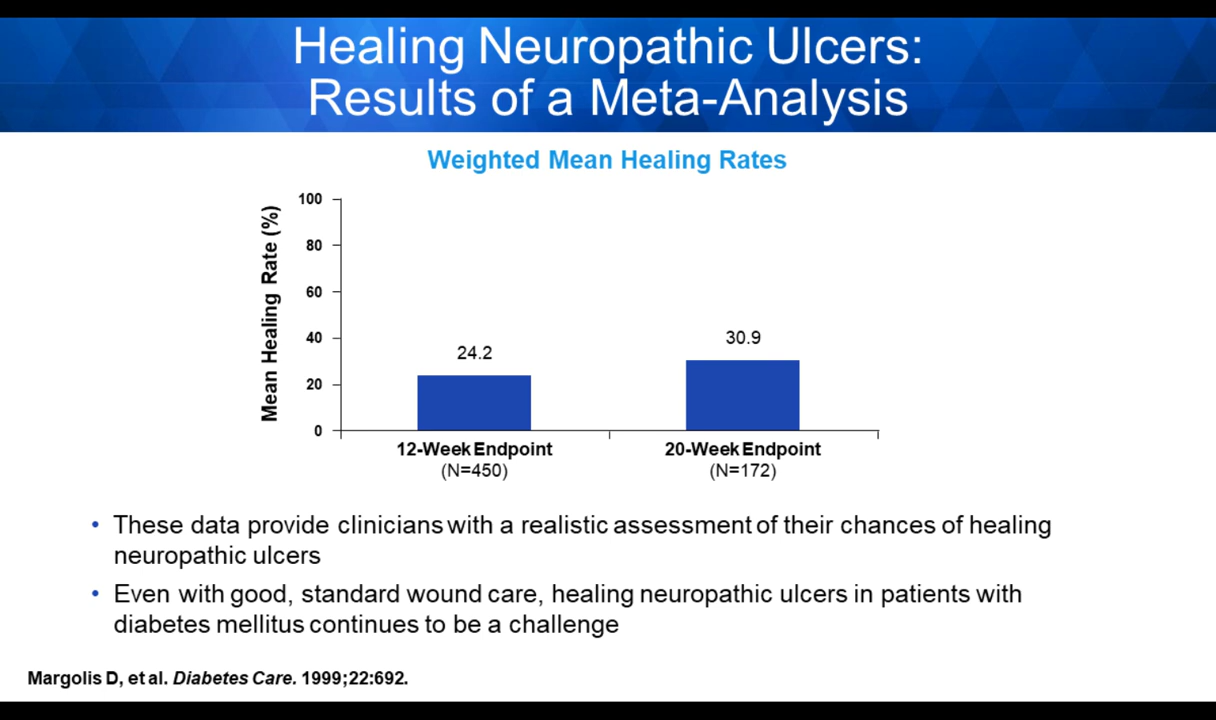 Healing Neuropathic Ulcers:
Results of a Meta-Analysis
Weighted Mean Healing Rates
Mean Healing Rate (%)
100
80
60
40
20
0
24.2
30.9
12-Week Endpoint
(N=450)
20-Week Endpoint
(N=172)
• These data provide clinicians with a realistic assessment of their chances of healing
neuropathic ulcers
• Even with good, standard wound care, healing neuropathic ulcers in patients with
diabetes mellitus continues to be a challenge
Margolis D, et al. Diabetes Care. 1999;22:692.